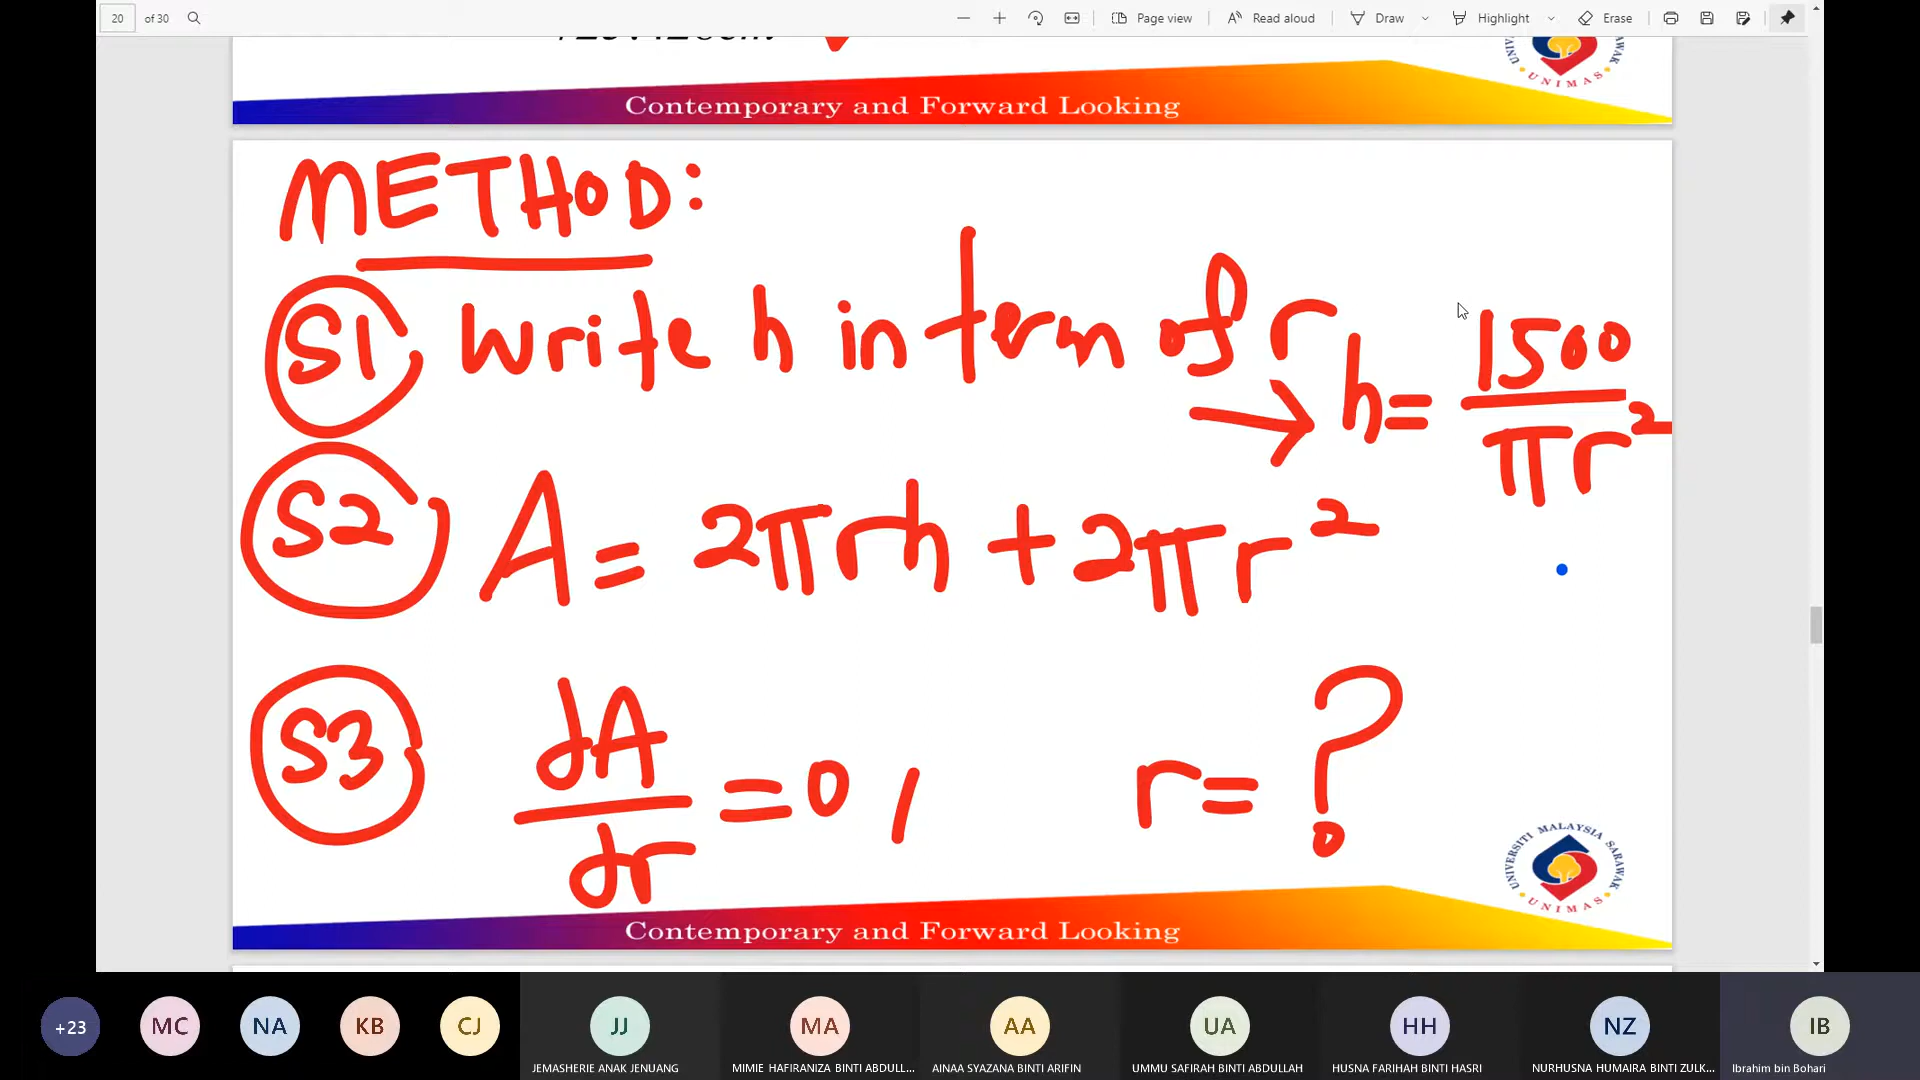 20 of 30
Page view
Read aloud
Draw
Highlight
Erase
UNIMAS
Contemporary and Forward Looking
METHOD:
S1 write h in term of r
→ h = 1500 / πr²
S2 A = 2πrh + 2πr²
S3 dA/dr = 0, r = ?
UNIVERSITI MALAYSIA SARAWAK
UNIMAS
Contemporary and Forward Looking
+23 MC NA KB CJ JJ MA AA UA HH NZ IB
JEMASHERIE ANAK JENUANG
MIMIE HAFIRANIZA BINTI ABDULL...
AINAA SYAZANA BINTI ARIFIN
UMMU SAFIRAH BINTI ABDULLAH
HUSNA FARIHAH BINTI HASRI
NURHUSNA HUMAIRA BINTI ZULK...
Ibrahim bin Bohari